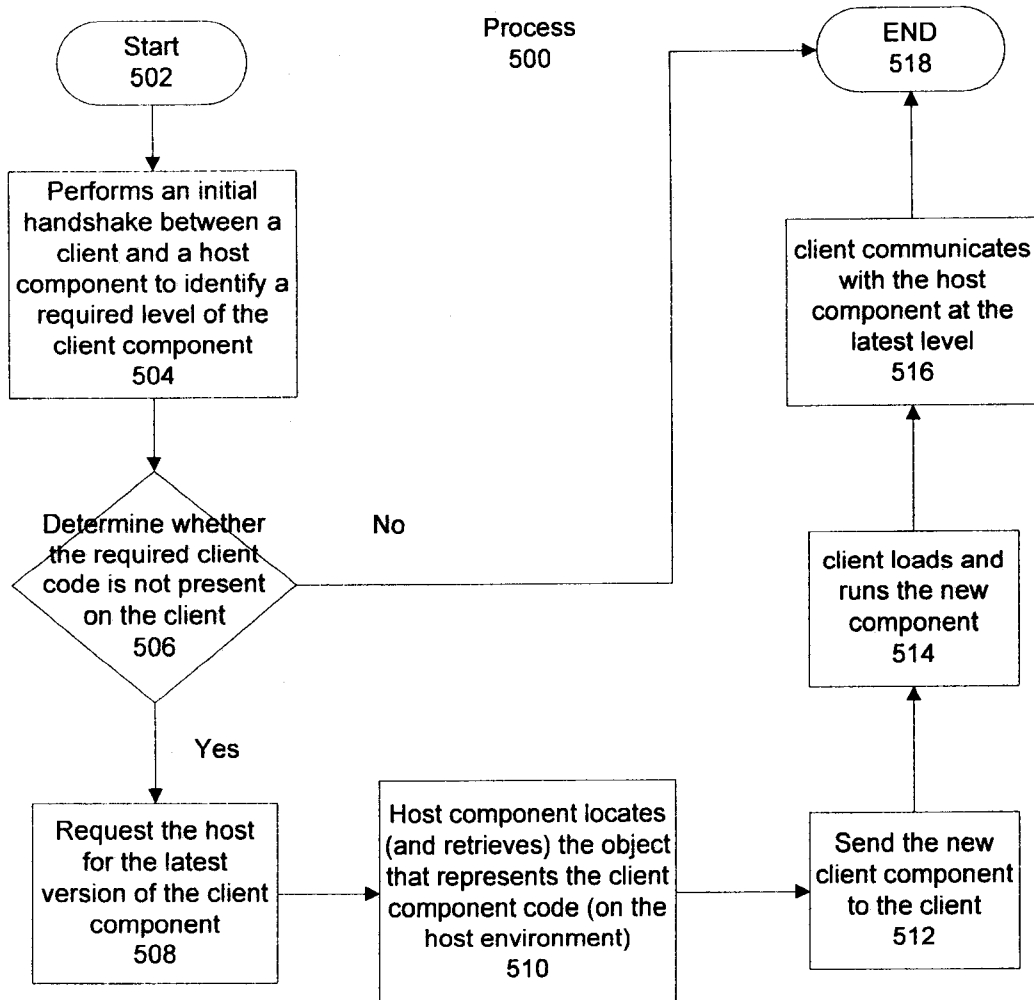 Start
502
Process
500
END
518
Performs an initial
handshake between a
client and a host
component to identify a
required level of the
client component
504
client communicates
with the host
component at the
latest level
516
Determine whether
the required client
code is not present
on the client
506
No
client loads and
runs the new
component
514
Yes
Request the host
for the latest
version of the client
component
508
Host component locates
(and retrieves) the object
that represents the client
component code (on the
host environment)
510
Send the new
client component
to the client
512